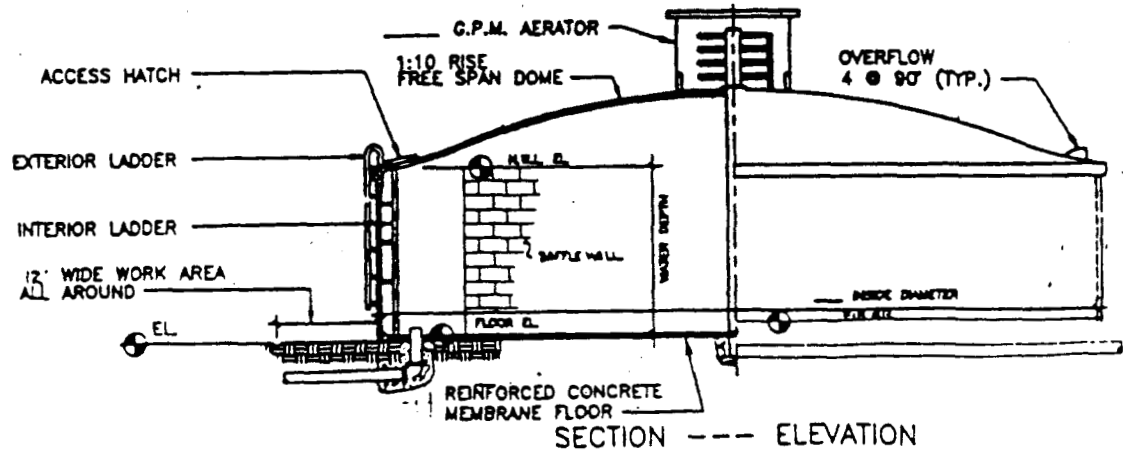 G.P.M. AERATOR
1:10 RISE
FREE SPAN DOME
ACCESS HATCH
OVERFLOW
4 @ 90° (TYP.)
EXTERIOR LADDER
H.W.L. EL.
INTERIOR LADDER
WATER DEPTH
BAFFLE WALL
12' WIDE WORK AREA
ALL AROUND
INSIDE DIAMETER
EL.
FLOOR EL.
REINFORCED CONCRETE
MEMBRANE FLOOR
SECTION --- ELEVATION